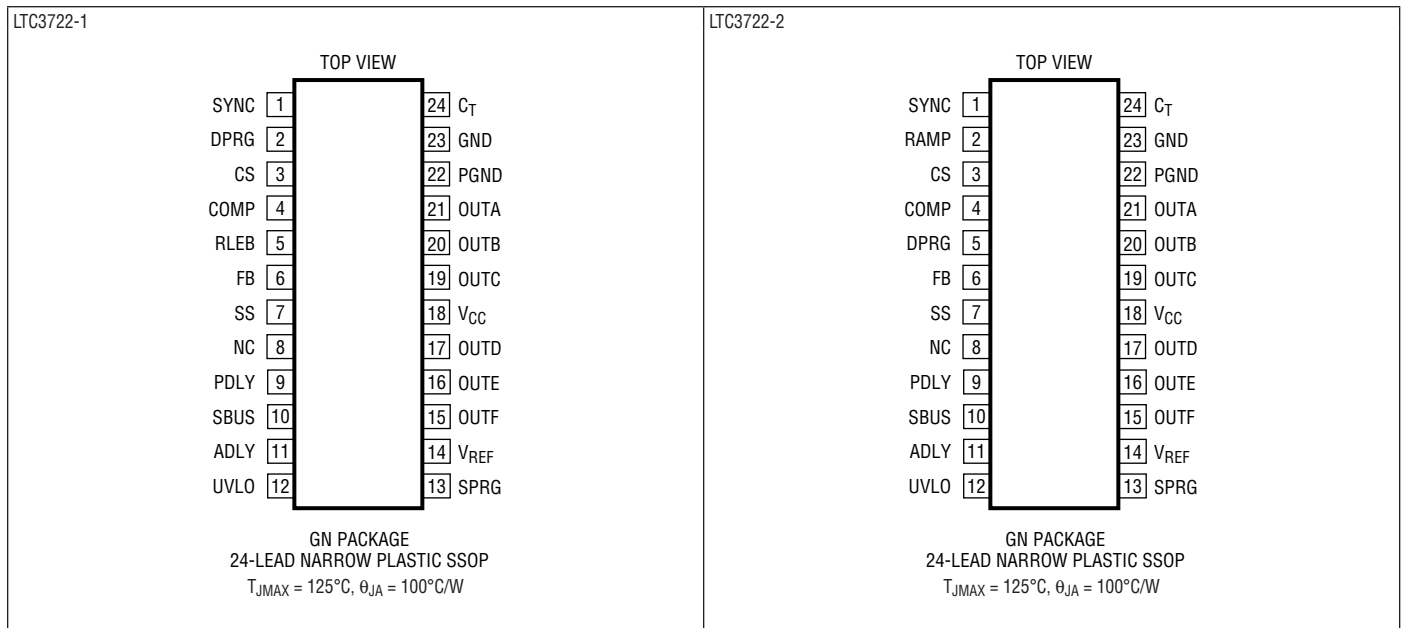 LTC3722-1
TOP VIEW
SYNC 1
DPRG 2
CS 3
COMP 4
RLEB 5
FB 6
SS 7
NC 8
PDLY 9
SBUS 10
ADLY 11
UVLO 12
24 CT
23 GND
22 PGND
21 OUTA
20 OUTB
19 OUTC
18 VCC
17 OUTD
16 OUTE
15 OUTF
14 VREF
13 SPRG
GN PACKAGE
24-LEAD NARROW PLASTIC SSOP
TJMAX = 125°C, θJA = 100°C/W
LTC3722-2
TOP VIEW
SYNC 1
RAMP 2
CS 3
COMP 4
DPRG 5
FB 6
SS 7
NC 8
PDLY 9
SBUS 10
ADLY 11
UVLO 12
24 CT
23 GND
22 PGND
21 OUTA
20 OUTB
19 OUTC
18 VCC
17 OUTD
16 OUTE
15 OUTF
14 VREF
13 SPRG
GN PACKAGE
24-LEAD NARROW PLASTIC SSOP
TJMAX = 125°C, θJA = 100°C/W